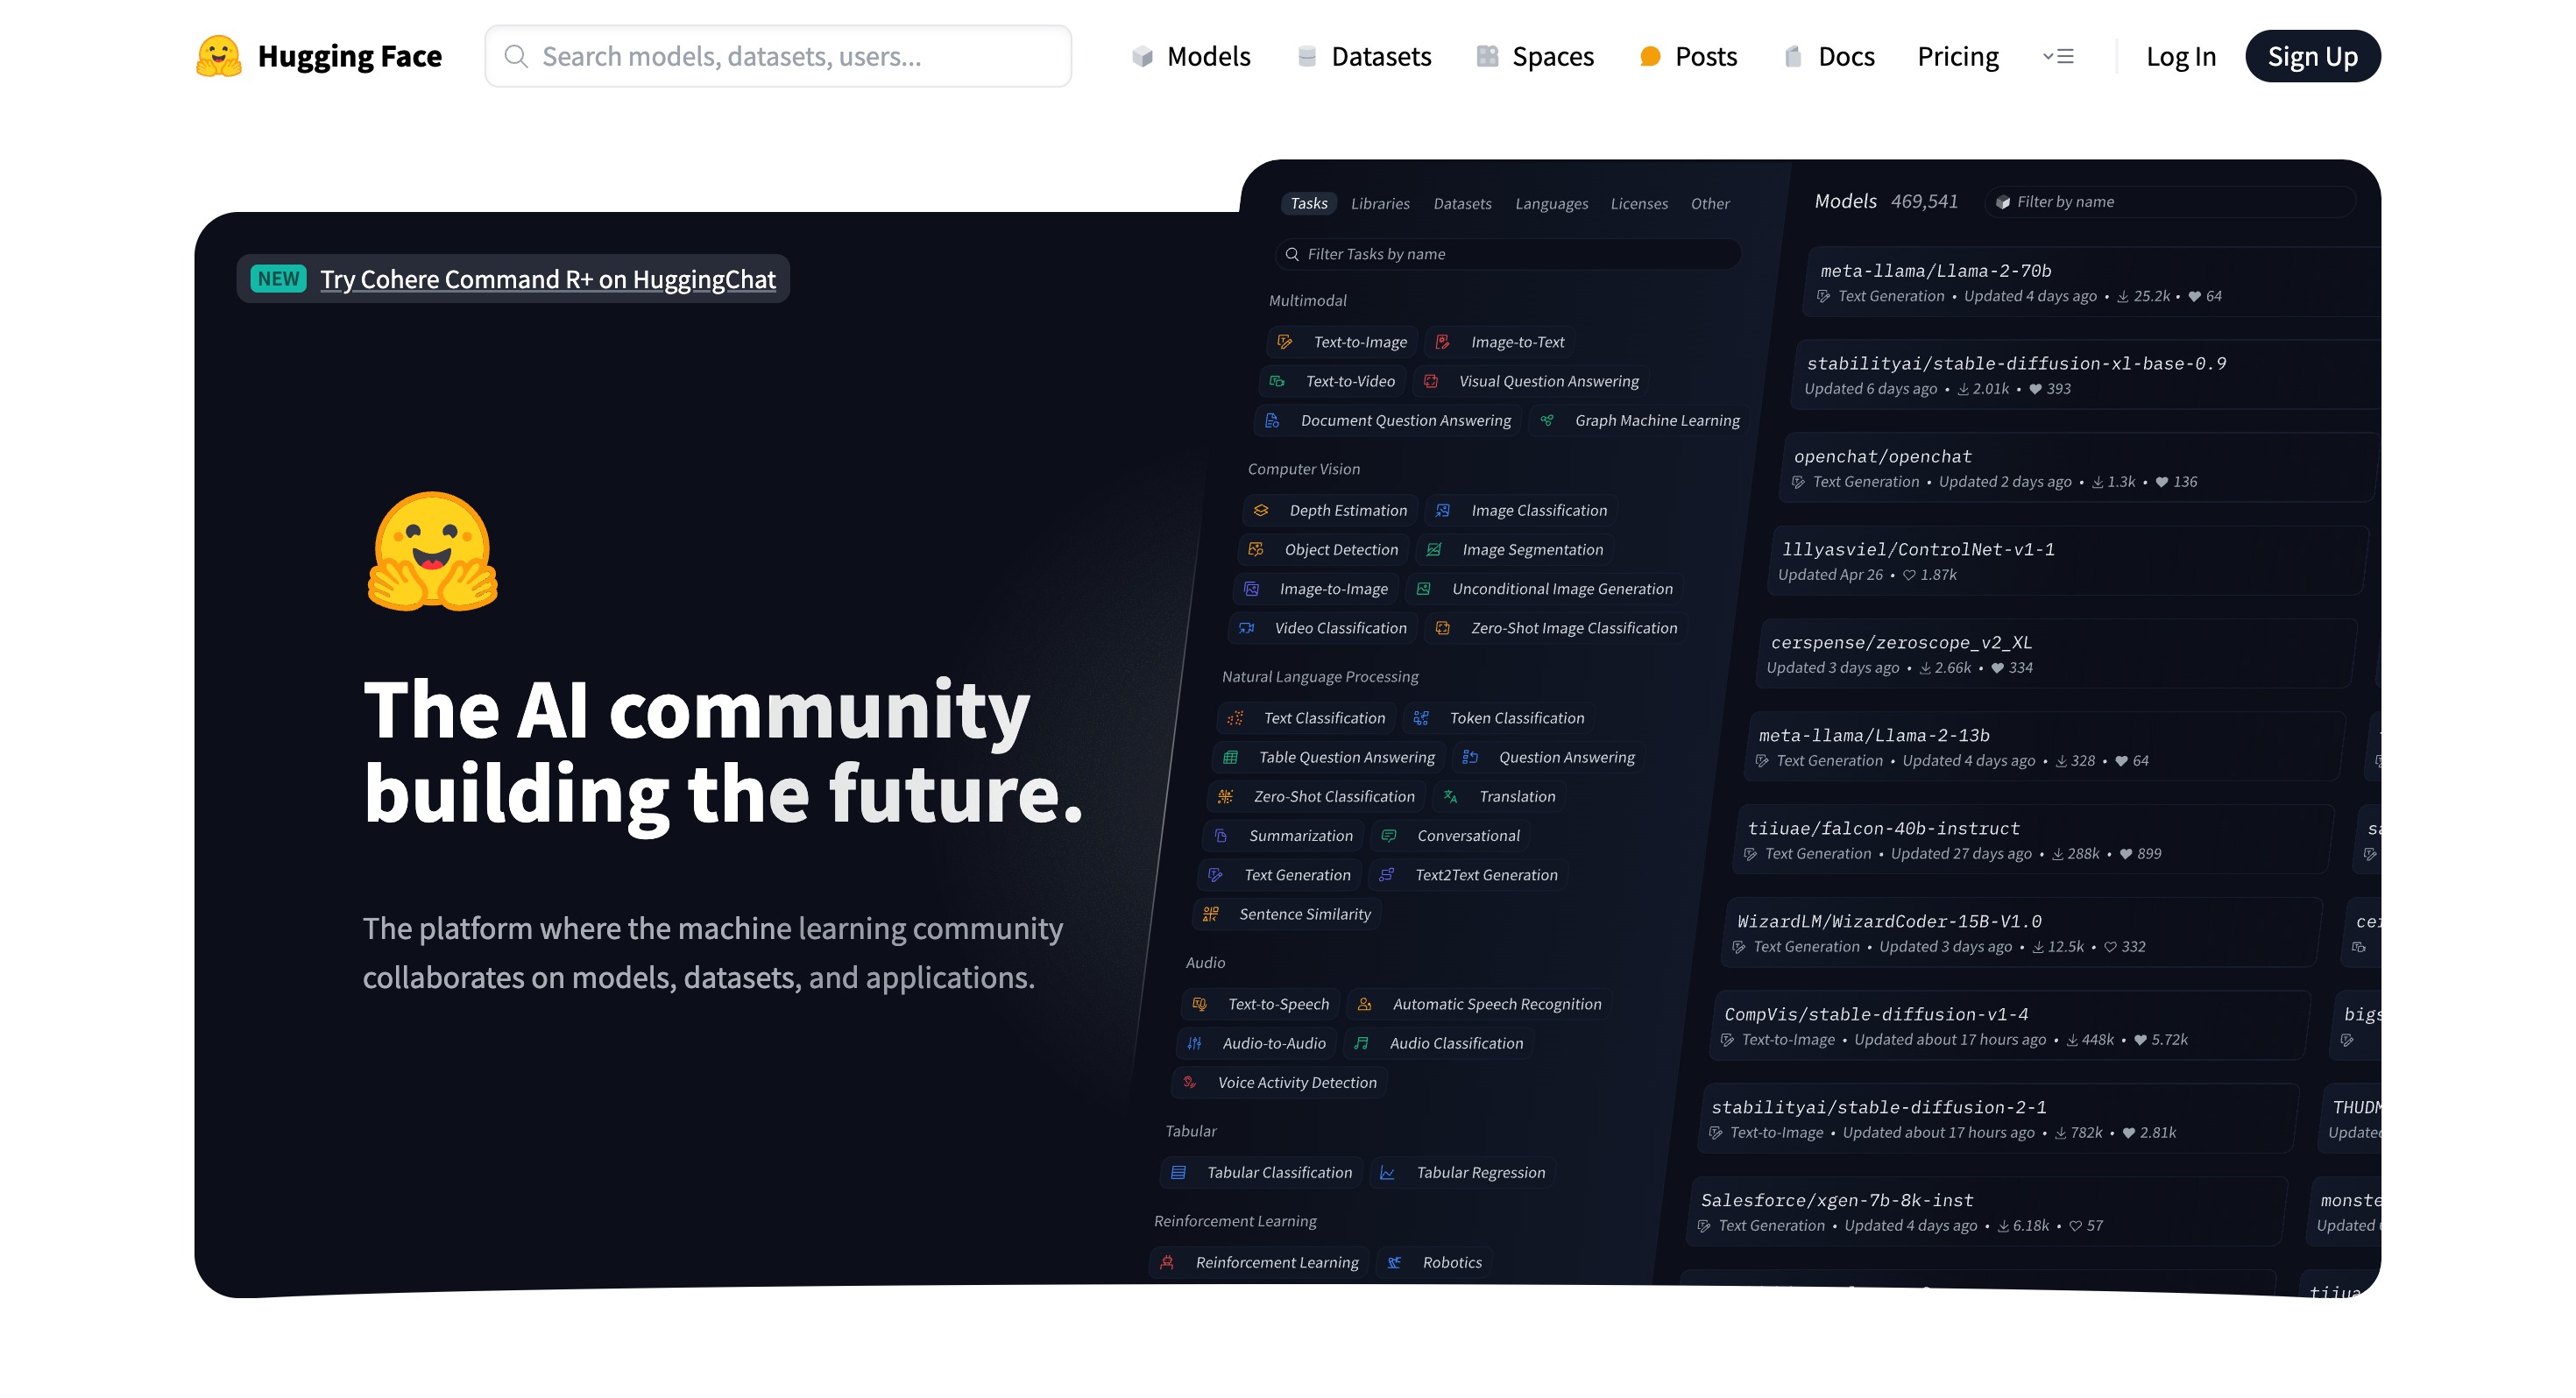 Hugging Face
Search models, datasets, users...
Models
Datasets
Spaces
Posts
Docs
Pricing
Log In
Sign Up
NEW Try Cohere Command R+ on HuggingChat
The AI community
building the future.
The platform where the machine learning community
collaborates on models, datasets, and applications.
Tasks Libraries Datasets Languages Licenses Other
Filter Tasks by name
Multimodal
Text-to-Image Image-to-Text
Text-to-Video Visual Question Answering
Document Question Answering Graph Machine Learning
Computer Vision
Depth Estimation Image Classification
Object Detection Image Segmentation
Image-to-Image Unconditional Image Generation
Video Classification Zero-Shot Image Classification
Natural Language Processing
Text Classification Token Classification
Table Question Answering Question Answering
Zero-Shot Classification Translation
Summarization Conversational
Text Generation Text2Text Generation
Sentence Similarity
Audio
Text-to-Speech Automatic Speech Recognition
Audio-to-Audio Audio Classification
Voice Activity Detection
Tabular
Tabular Classification Tabular Regression
Reinforcement Learning
Reinforcement Learning Robotics
Models 469,541 Filter by name
meta-llama/Llama-2-70b
Text Generation • Updated 4 days ago • 25.2k • 64
stabilityai/stable-diffusion-xl-base-0.9
Updated 6 days ago • 2.01k • 393
openchat/openchat
Text Generation • Updated 2 days ago • 1.3k • 136
lllyasviel/ControlNet-v1-1
Updated Apr 26 • 1.87k
cerspense/zeroscope_v2_XL
Updated 3 days ago • 2.66k • 334
meta-llama/Llama-2-13b
Text Generation • Updated 4 days ago • 328 • 64
tiiuae/falcon-40b-instruct
Text Generation • Updated 27 days ago • 288k • 899
WizardLM/WizardCoder-15B-V1.0
Text Generation • Updated 3 days ago • 12.5k • 332
CompVis/stable-diffusion-v1-4
Text-to-Image • Updated about 17 hours ago • 448k • 5.72k
stabilityai/stable-diffusion-2-1
Text-to-Image • Updated about 17 hours ago • 782k • 2.81k
Salesforce/xgen-7b-8k-inst
Text Generation • Updated 4 days ago • 6.18k • 57